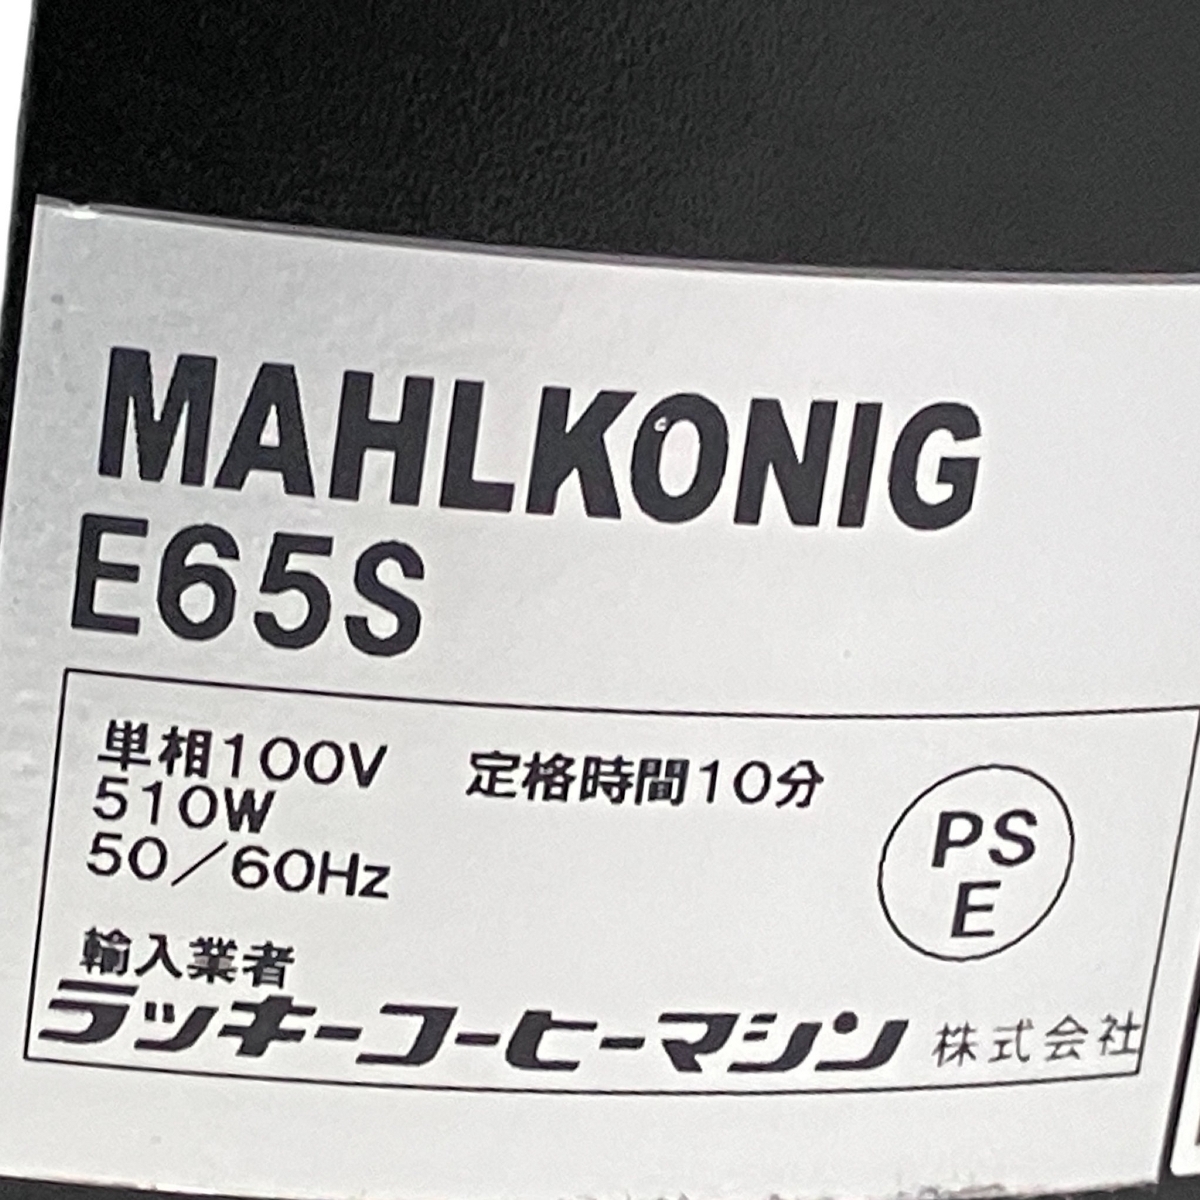 MAHLKONIG
E65S
単相100V 定格時間10分
510W
50/60Hz
PS
E
輸入業者
ラッキーコーヒーマシン 株式会社